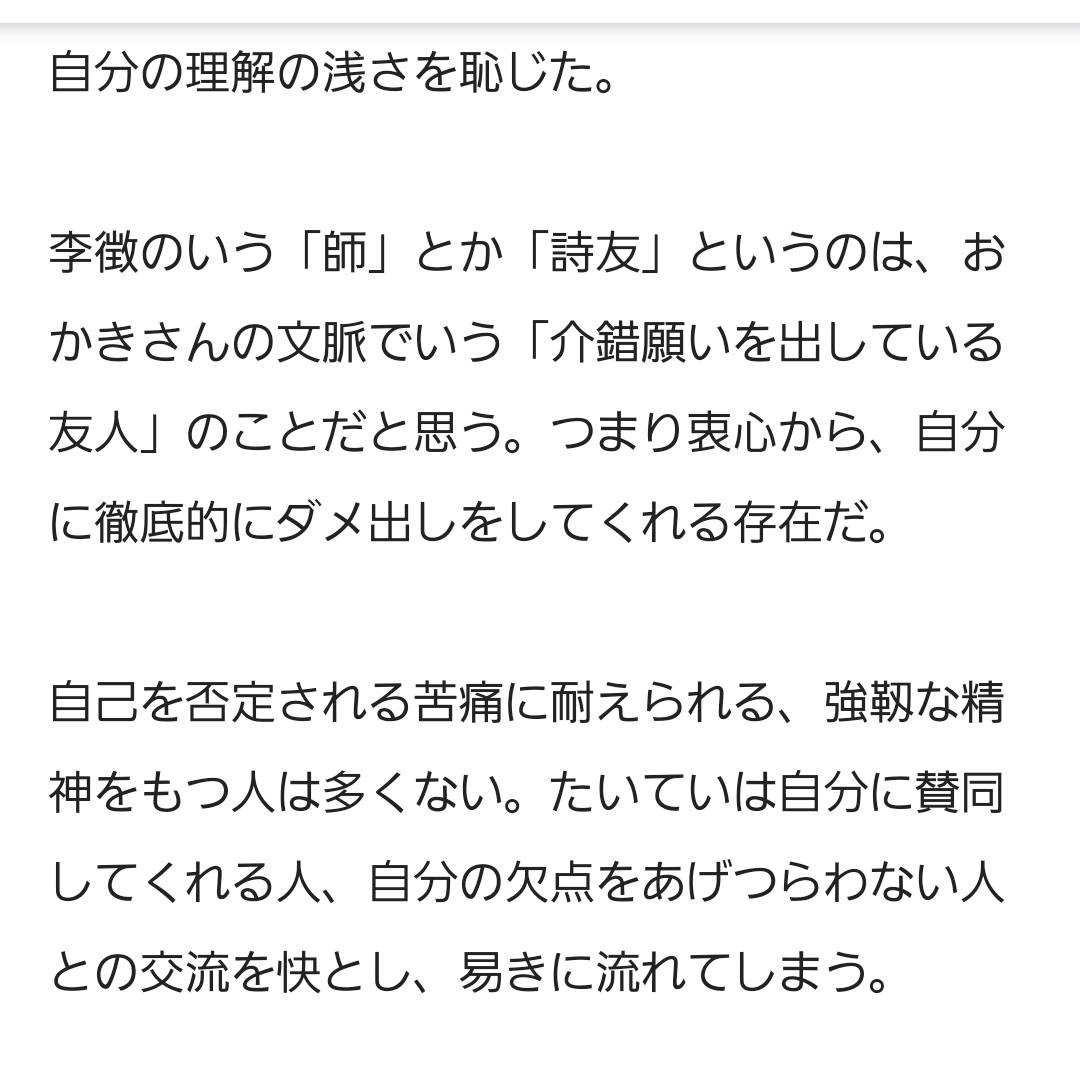 自分の理解の浅さを恥じた。
李徴のいう「師」とか「詩友」というのは、お
かきさんの文脈でいう「介錯願いを出している
友人」のことだと思う。つまり衷心から、自分
に徹底的にダメ出しをしてくれる存在だ。
自己を否定される苦痛に耐えられる、強靱な精
神をもつ人は多くない。たいていは自分に賛同
してくれる人、自分の欠点をあげつらわない人
との交流を快とし、易きに流れてしまう。